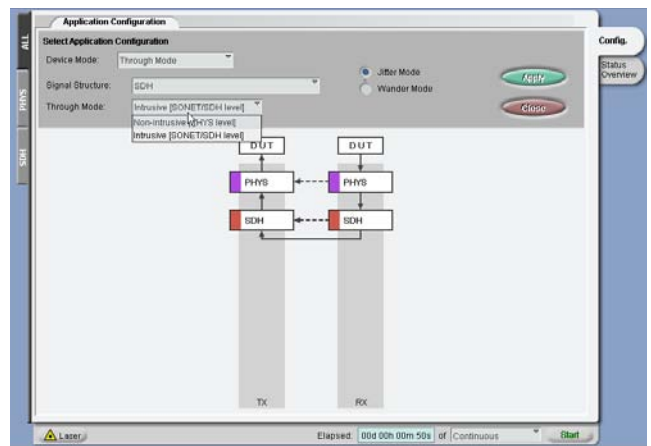 Application Configuration
Select Application Configuration
Device Mode: Through Mode
Signal Structure: SDH
Through Mode: Intrusive [SONET/SDH level]
Non-intrusive [PHYS level]
Intrusive [SONET/SDH level]
Jitter Mode
Wander Mode
Apply
Close
Config.
Status Overview
ALL
PHYS
SDH
DUT DUT
PHYS PHYS
SDH SDH
TX RX
Laser
Elapsed: 00d 00h 00m 50s of Continuous
Start